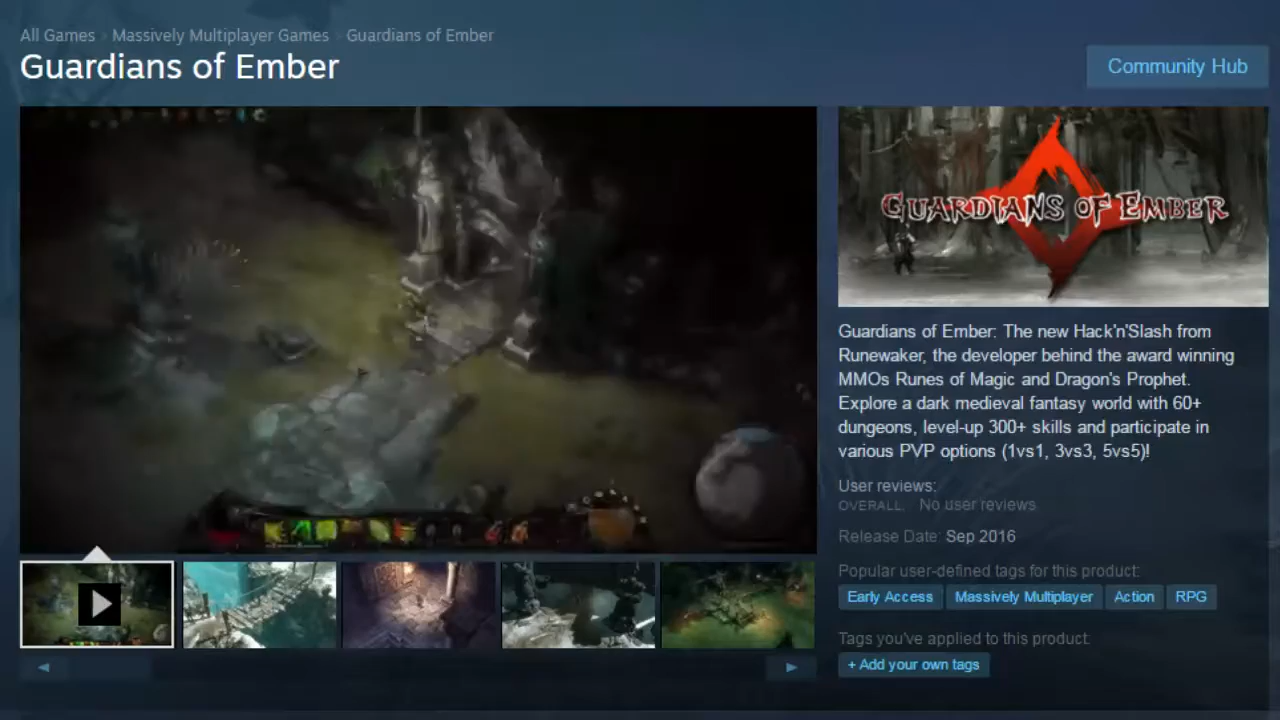 All Games > Massively Multiplayer Games > Guardians of Ember
Guardians of Ember
Community Hub
GUARDIANS OF EMBER
Guardians of Ember: The new Hack'n'Slash from
Runewaker, the developer behind the award winning
MMOs Runes of Magic and Dragon's Prophet.
Explore a dark medieval fantasy world with 60+
dungeons, level-up 300+ skills and participate in
various PVP options (1vs1, 3vs3, 5vs5)!
User reviews:
OVERALL: No user reviews
Release Date: Sep 2016
Popular user-defined tags for this product:
Early Access Massively Multiplayer Action RPG
Tags you've applied to this product:
+ Add your own tags